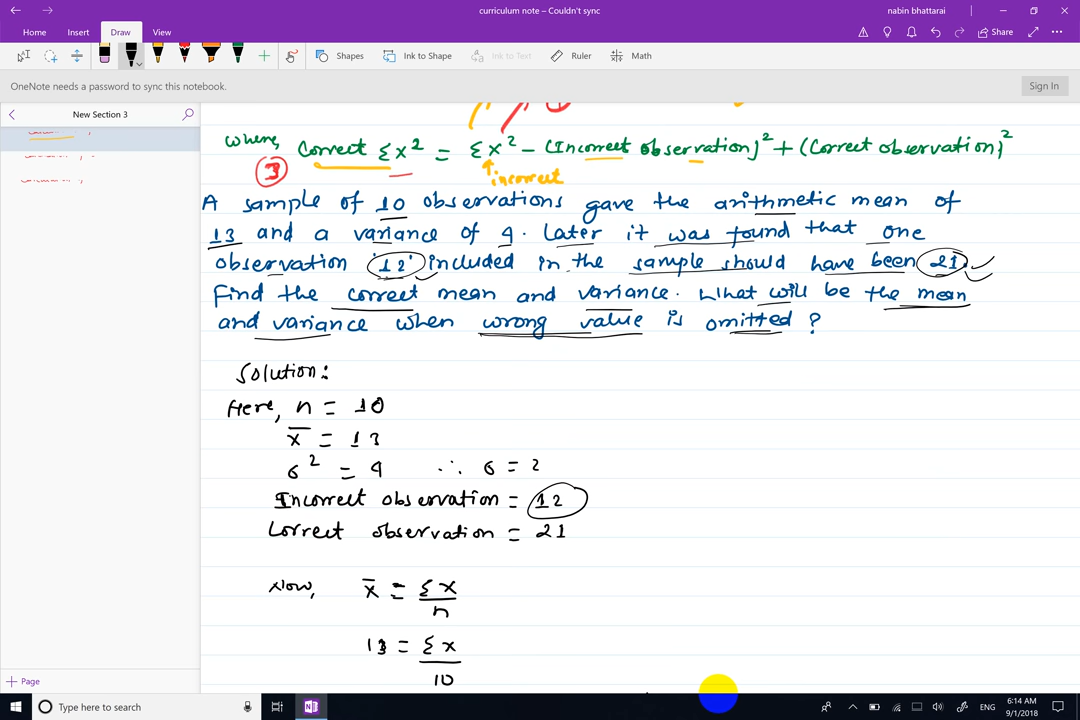 curriculum note – Couldn't sync
nabin bhattarai
Home Insert Draw View
Share
Shapes Ink to Shape Ink to Text Ruler Math
OneNote needs a password to sync this notebook.
Sign In
New Section 3
where,
Correct Σx² = Σx² − (Incorrect observation)² + (Correct observation)²
3
incorrect
A sample of 10 observations gave the arithmetic mean of
13 and a variance of 4. Later it was found that one
observation '12' included in the sample should have been 21.
Find the correct mean and variance. What will be the mean
and variance when wrong value is omitted?
Solution:
Here, n = 10
x̄ = 13
σ² = 4 ∴ σ = 2
Incorrect observation = 12
Correct observation = 21
Now, x̄ = Σx
n
13 = Σx
10
+ Page
Type here to search
ENG
6:14 AM
9/1/2018